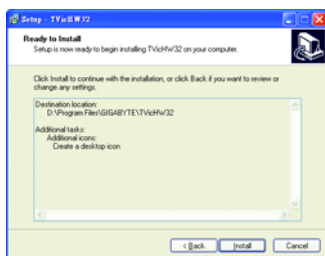 Setup - TVicHW32
Ready to Install
Setup is now ready to begin installing TVicHW32 on your computer.
Click Install to continue with the installation, or click Back if you want to review or
change any settings.
Destination location:
D:\Program Files\GIGABYTE\TVicHW32
Additional tasks:
Additional icons:
Create a desktop icon
< Back
Install
Cancel